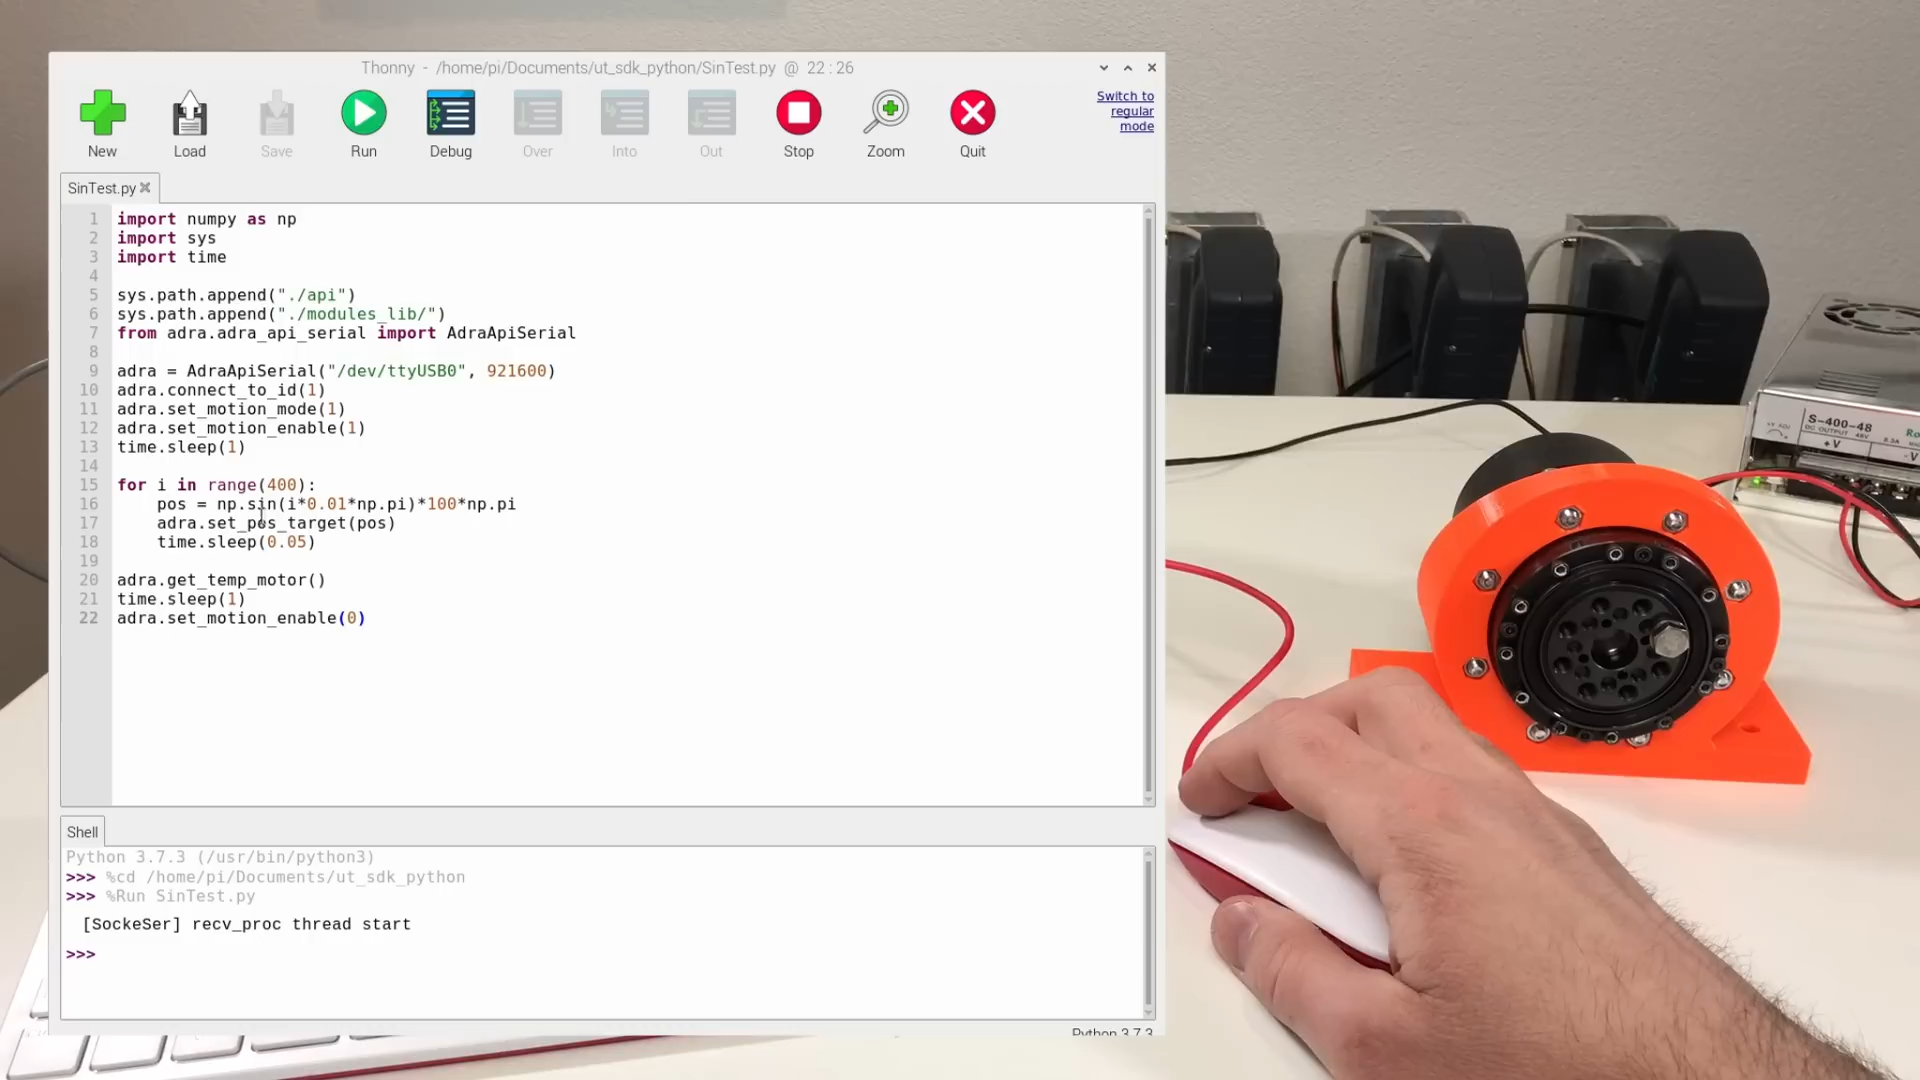 Thonny - /home/pi/Documents/ut_sdk_python/SinTest.py @ 22 : 26
Switch to
regular
mode
New Load Save Run Debug Over Into Out Stop Zoom Quit
SinTest.py
1 import numpy as np
2 import sys
3 import time
4
5 sys.path.append("./api")
6 sys.path.append("./modules_lib/")
7 from adra.adra_api_serial import AdraApiSerial
8
9 adra = AdraApiSerial("/dev/ttyUSB0", 921600)
10 adra.connect_to_id(1)
11 adra.set_motion_mode(1)
12 adra.set_motion_enable(1)
13 time.sleep(1)
14
15 for i in range(400):
16 pos = np.sin(i*0.01*np.pi)*100*np.pi
17 adra.set_pos_target(pos)
18 time.sleep(0.05)
19
20 adra.get_temp_motor()
21 time.sleep(1)
22 adra.set_motion_enable(0)
Shell
Python 3.7.3 (/usr/bin/python3)
>>> %cd /home/pi/Documents/ut_sdk_python
>>> %Run SinTest.py
[SockeSer] recv_proc thread start
>>>
Python 3.7.3
S-400-48
DC OUTPUT 48V 8.3A
+V -V